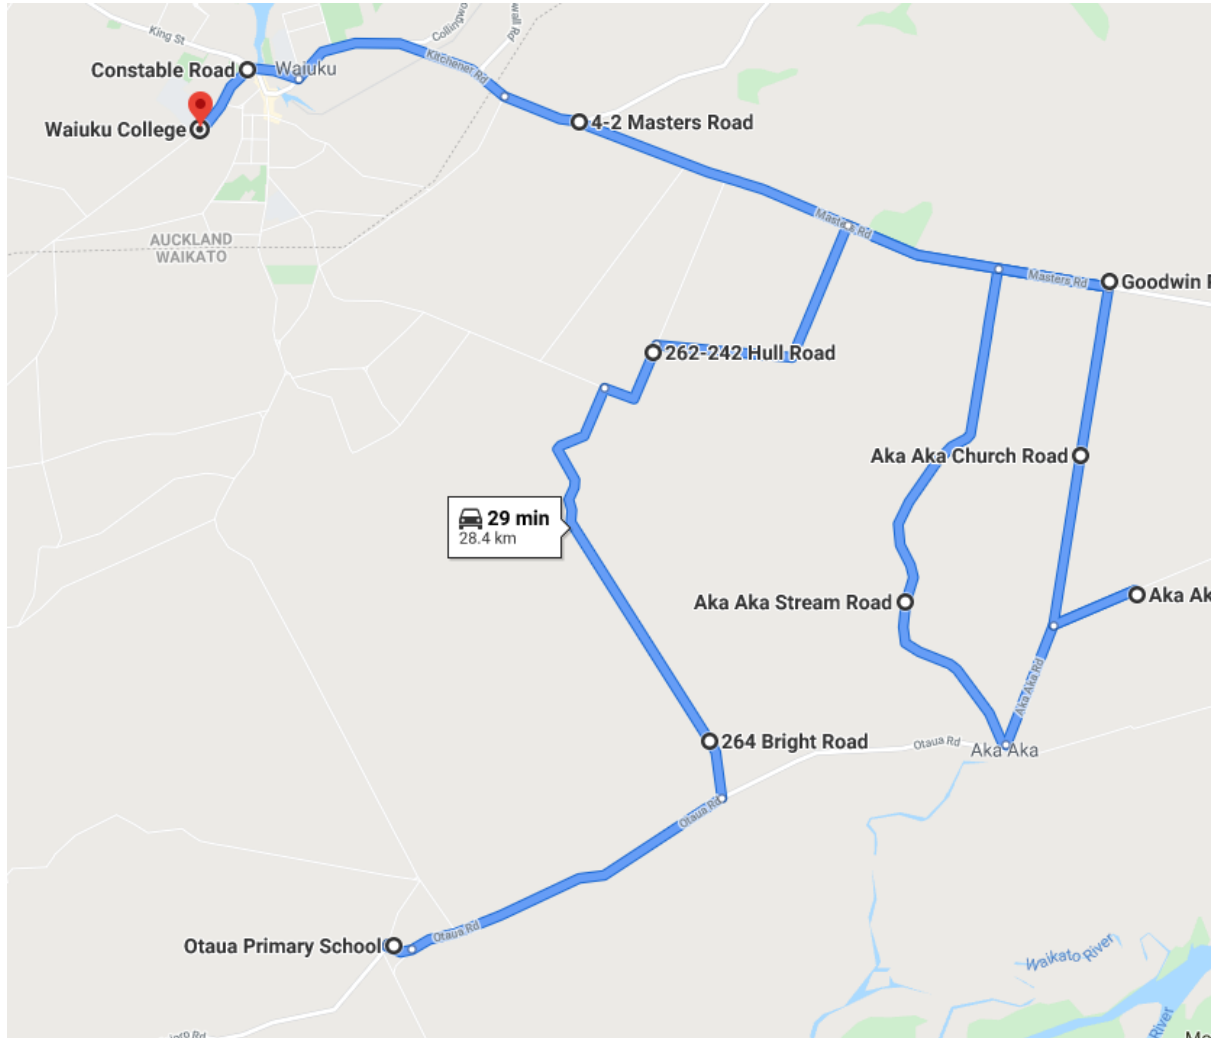 King St
Collingwo
wall Rd
Constable Road
Waiuku
Kitchener Rd
Waiuku College
4-2 Masters Road
Masters Rd
AUCKLAND
WAIKATO
Masters Rd
Goodwin R
262-242 Hull Road
Aka Aka Church Road
29 min
28.4 km
Aka Aka Stream Road
Aka Ak
Aka Aka Rd
264 Bright Road
Otaua Rd
Aka Aka
Otaua Rd
Otaua Rd
Otaua Primary School
Waikato River
River